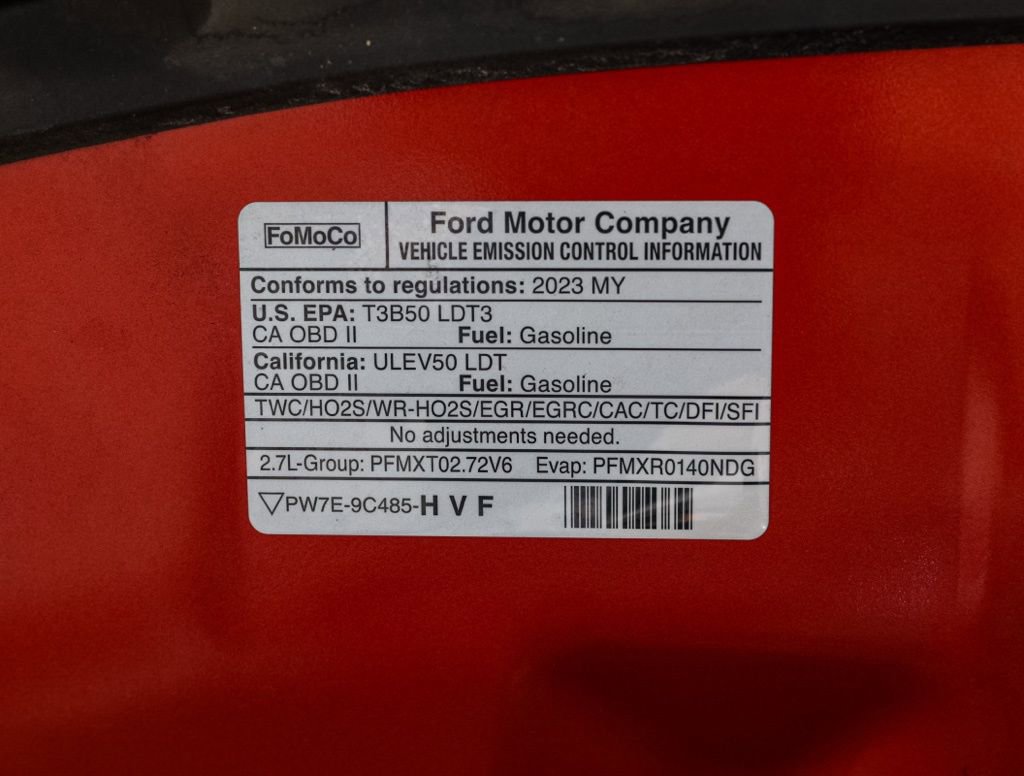 FoMoCo
Ford Motor Company
VEHICLE EMISSION CONTROL INFORMATION
Conforms to regulations: 2023 MY
U.S. EPA: T3B50 LDT3
CA OBD II Fuel: Gasoline
California: ULEV50 LDT
CA OBD II Fuel: Gasoline
TWC/HO2S/WR-HO2S/EGR/EGRC/CAC/TC/DFI/SFI
No adjustments needed.
2.7L-Group: PFMXT02.72V6 Evap: PFMXR0140NDG
PW7E-9C485-H V F